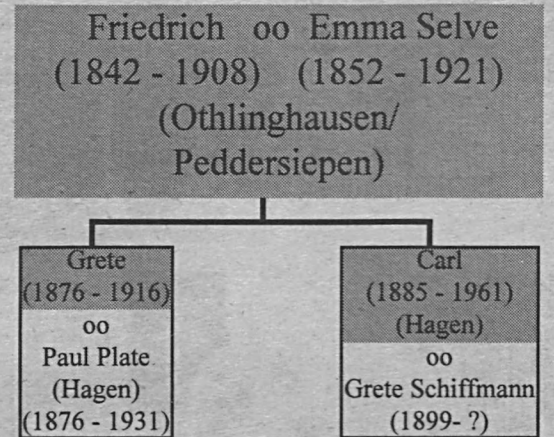 Friedrich oo Emma Selve
(1842 - 1908) (1852 - 1921)
(Othlinghausen/
Peddersiepen)
Grete
(1876 - 1916)
oo
Paul Plate
(Hagen)
(1876 - 1931)
Carl
(1885 - 1961)
(Hagen)
oo
Grete Schiffmann
(1899- ?)